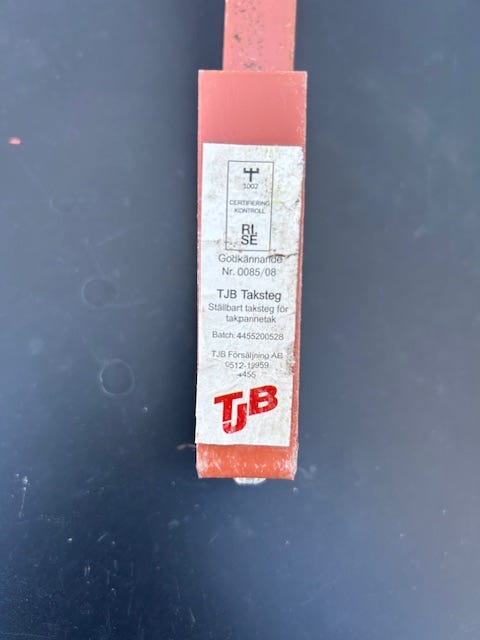 1002
CERTIFIERING
KONTROLL
RI.
SE
Godkännande
Nr. 0085/08
TJB Taksteg
Ställbart taksteg för
takpannetak
Batch: 4455200528
TJB Försäljning AB
0512-19959
4455
TJB